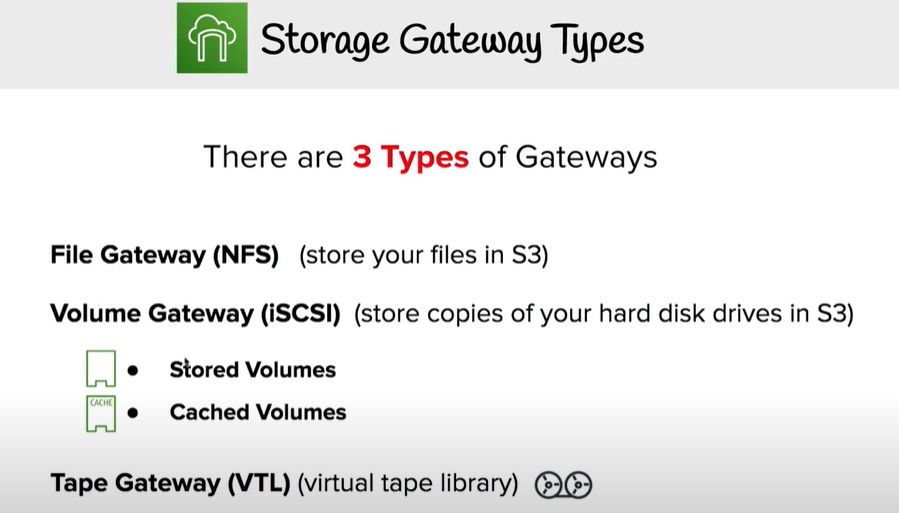 Storage Gateway Types
There are 3 Types of Gateways
File Gateway (NFS) (store your files in S3)
Volume Gateway (iSCSI) (store copies of your hard disk drives in S3)
• Stored Volumes
CACHE • Cached Volumes
Tape Gateway (VTL) (virtual tape library)